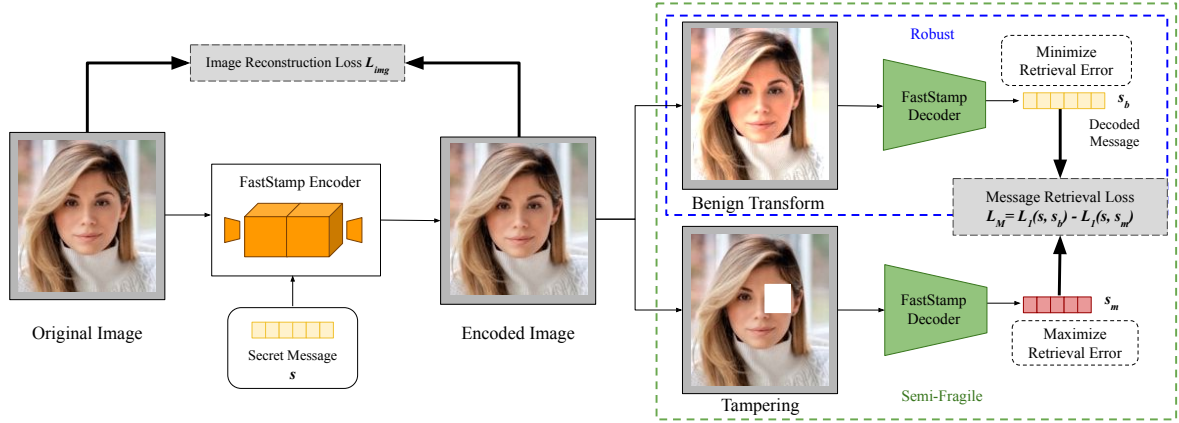 Image Reconstruction Loss L_img
Original Image
FastStamp Encoder
Secret Message
s
Encoded Image
Robust
Benign Transform
FastStamp
Decoder
Minimize
Retrieval Error
s_b
Decoded
Message
Message Retrieval Loss
L_M = L_1(s, s_b) - L_1(s, s_m)
Tampering
FastStamp
Decoder
s_m
Maximize
Retrieval Error
Semi-Fragile